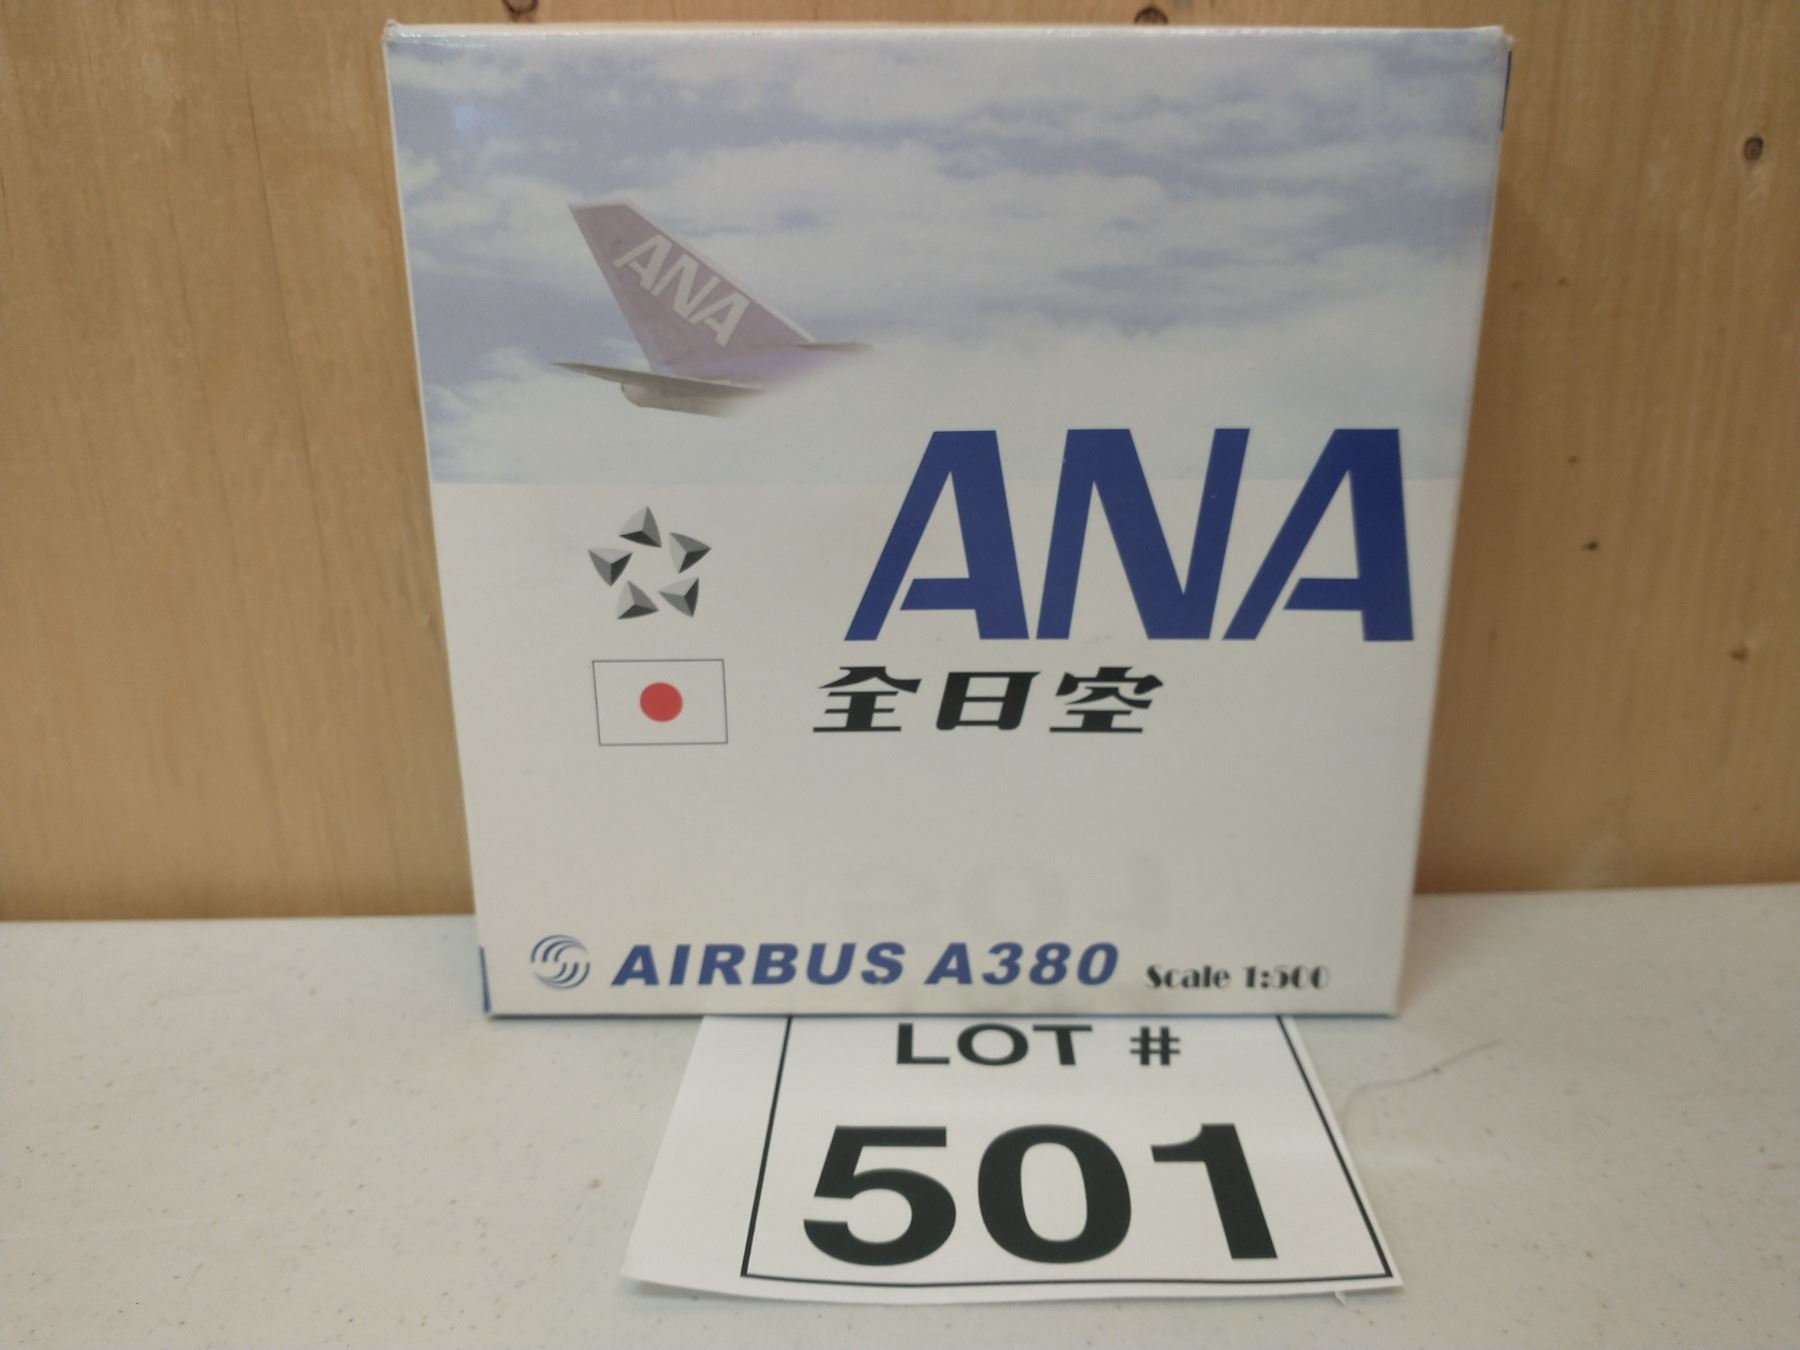 ANA
ANA
全日空
AIRBUS A380 Scale 1:500
LOT #
501